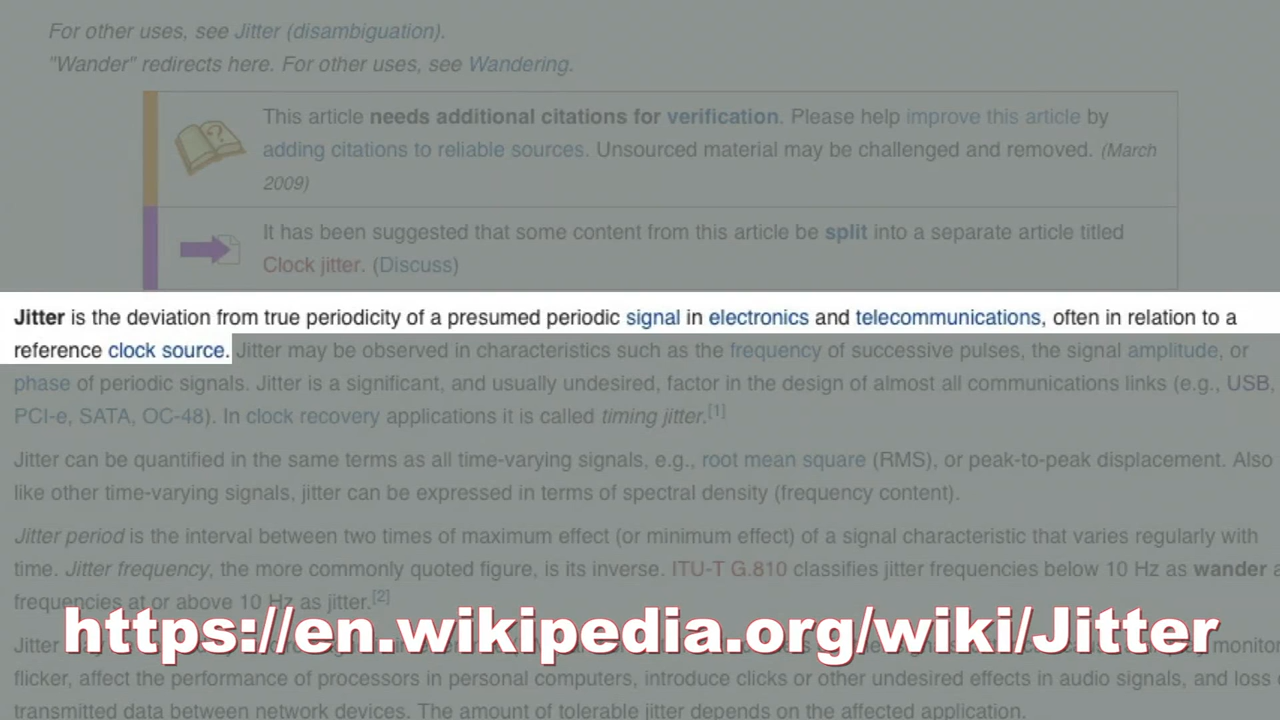 For other uses, see Jitter (disambiguation).
"Wander" redirects here. For other uses, see Wandering.
This article needs additional citations for verification. Please help improve this article by
adding citations to reliable sources. Unsourced material may be challenged and removed. (March
2009)
It has been suggested that some content from this article be split into a separate article titled
Clock jitter. (Discuss)
Jitter is the deviation from true periodicity of a presumed periodic signal in electronics and telecommunications, often in relation to a
reference clock source. Jitter may be observed in characteristics such as the frequency of successive pulses, the signal amplitude, or
phase of periodic signals. Jitter is a significant, and usually undesired, factor in the design of almost all communications links (e.g., USB,
PCI-e, SATA, OC-48). In clock recovery applications it is called timing jitter.[1]
Jitter can be quantified in the same terms as all time-varying signals, e.g., root mean square (RMS), or peak-to-peak displacement. Also
like other time-varying signals, jitter can be expressed in terms of spectral density (frequency content).
Jitter period is the interval between two times of maximum effect (or minimum effect) of a signal characteristic that varies regularly with
time. Jitter frequency, the more commonly quoted figure, is its inverse. ITU-T G.810 classifies jitter frequencies below 10 Hz as wander a
frequencies at or above 10 Hz as jitter.[2]
https://en.wikipedia.org/wiki/Jitter
Jitter monitor
flicker, affect the performance of processors in personal computers, introduce clicks or other undesired effects in audio signals, and loss
transmitted data between network devices. The amount of tolerable jitter depends on the affected application.